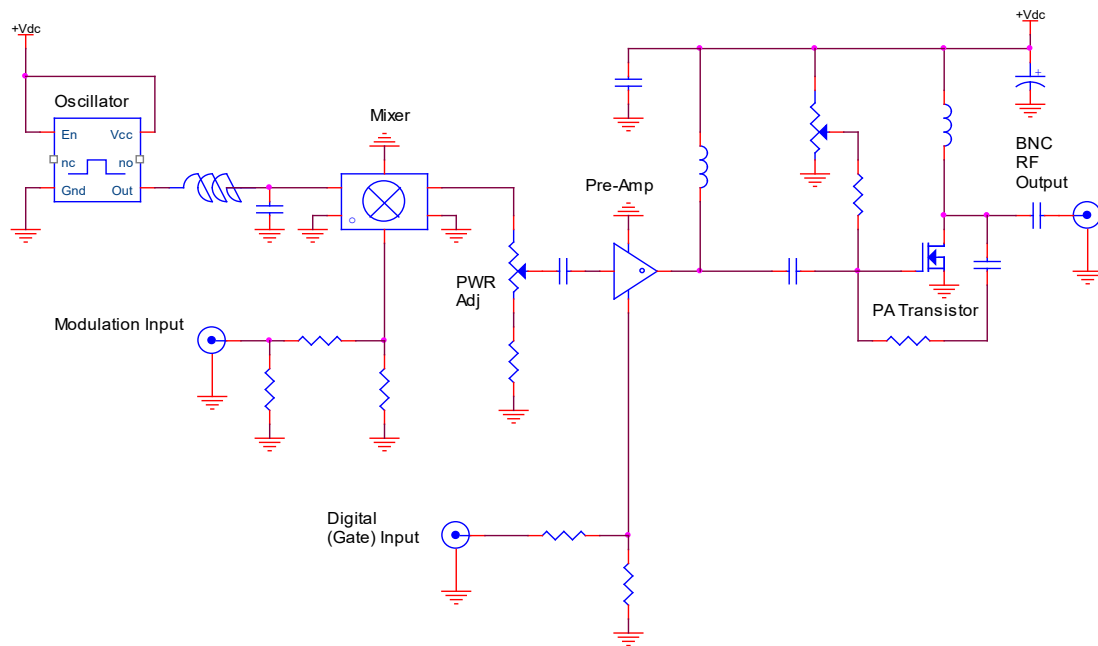 +Vdc
+Vdc
Oscillator
En
Vcc
nc
no
Gnd
Out
Mixer
BNC
RF
Output
Pre-Amp
PWR
Adj
PA Transistor
Modulation Input
Digital
(Gate) Input
+